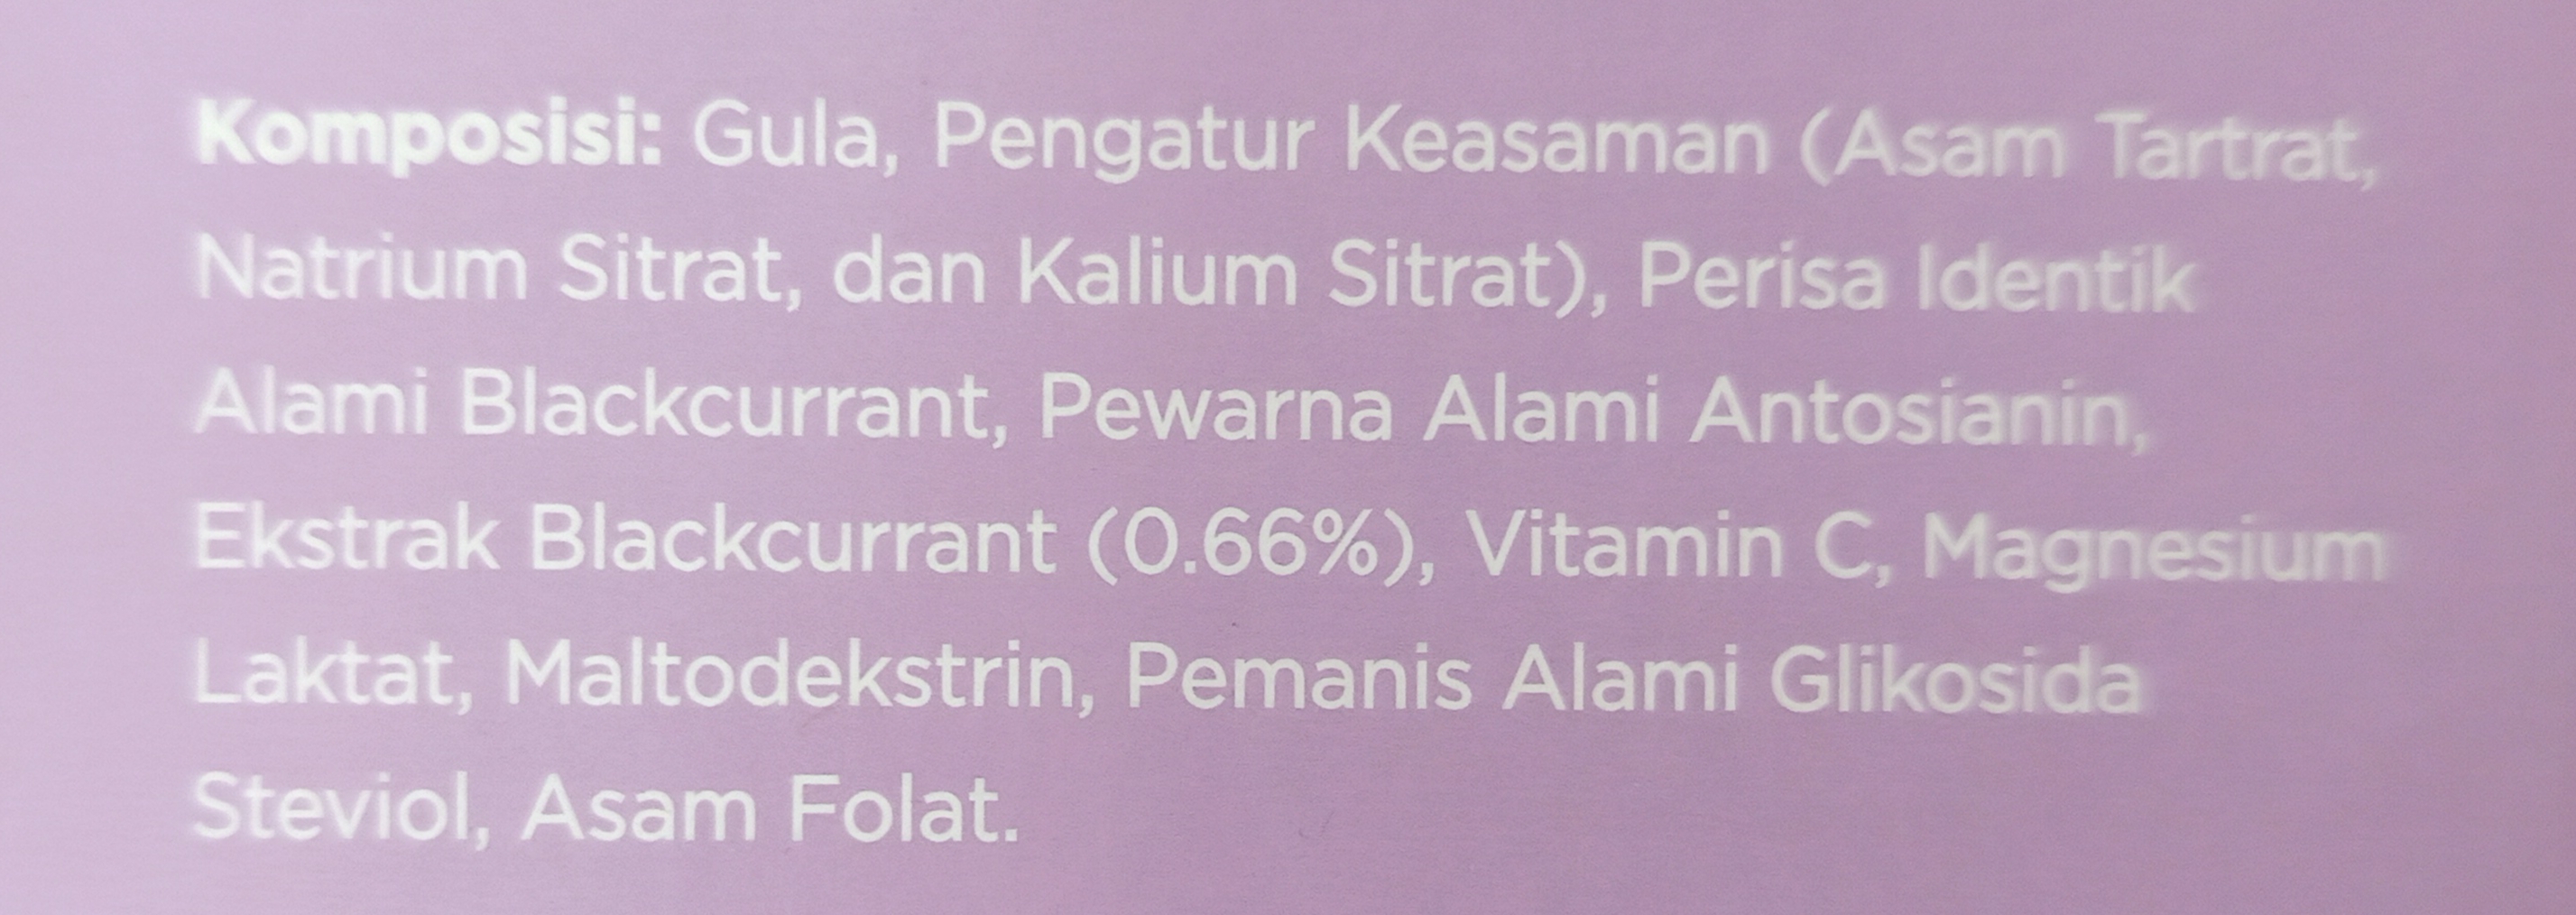 Komposisi: Gula, Pengatur Keasaman (Asam Tartrat,
Natrium Sitrat, dan Kalium Sitrat), Perisa Identik
Alami Blackcurrant, Pewarna Alami Antosianin,
Ekstrak Blackcurrant (0.66%), Vitamin C, Magnesium
Laktat, Maltodekstrin, Pemanis Alami Glikosida
Steviol, Asam Folat.